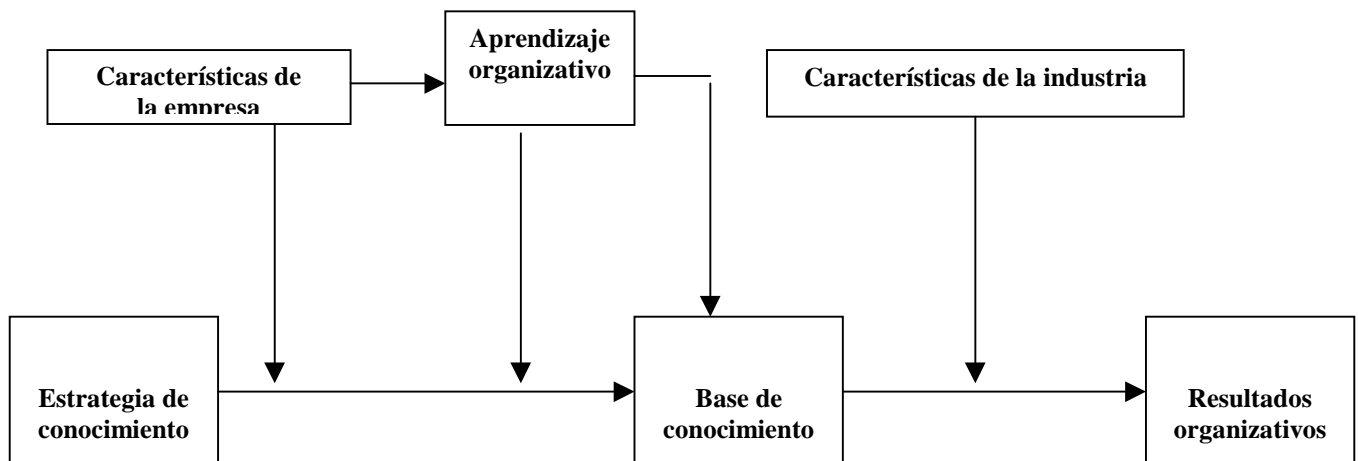 Aprendizaje
organizativo
Características de
la empresa
Características de la industria
Estrategia de
conocimiento
Base de
conocimiento
Resultados
organizativos